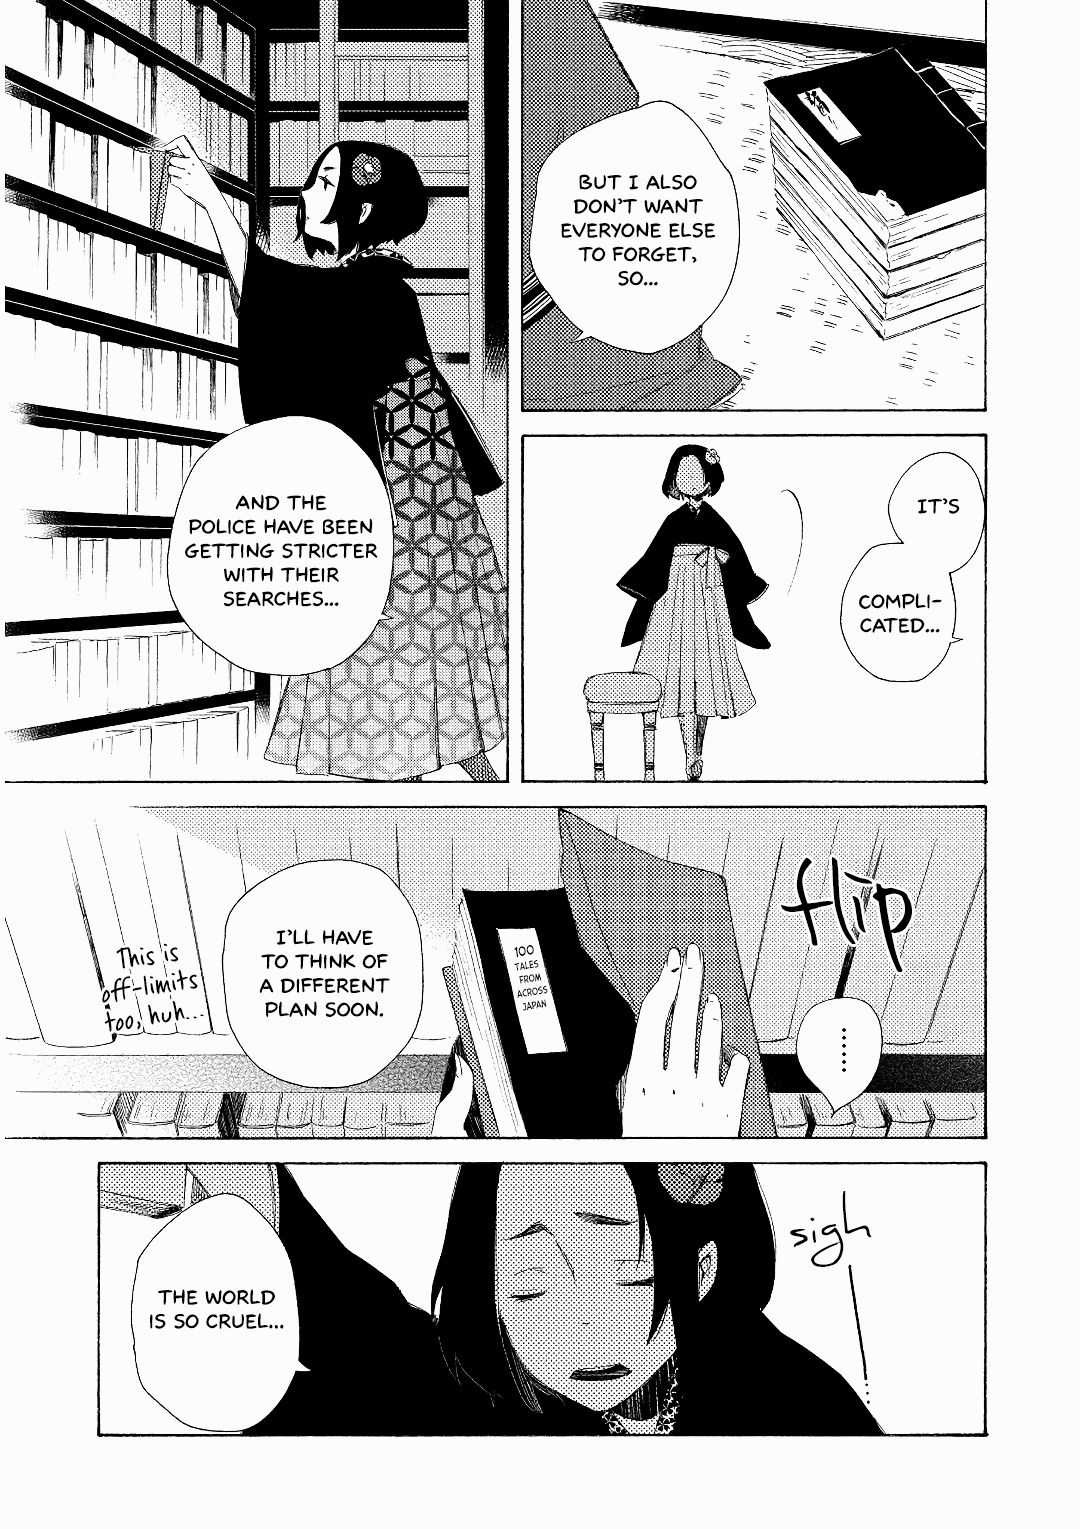 BUT I ALSO
DON'T WANT
EVERYONE ELSE
TO FORGET,
SO...
IT'S
COMPLI-
CATED...
AND THE
POLICE HAVE BEEN
GETTING STRICTER
WITH THEIR
SEARCHES...
flip
......
100
TALES
FROM
ACROSS
JAPAN
I'LL HAVE
TO THINK OF
A DIFFERENT
PLAN SOON.
This is
off-limits
too, huh...
sigh
THE WORLD
IS SO CRUEL...